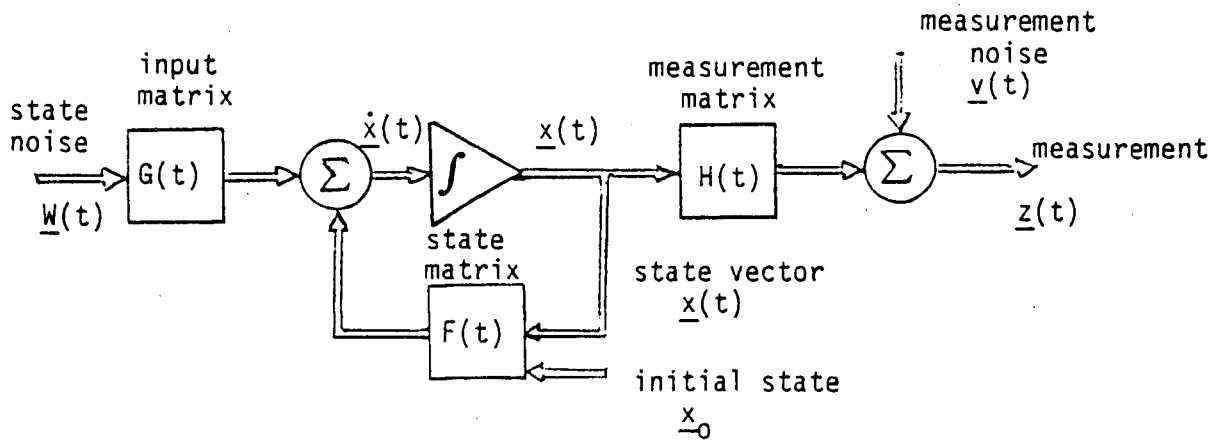 state
noise
W(t)
input
matrix
G(t)
Σ
ẋ(t)
∫
x(t)
state
matrix
F(t)
measurement
matrix
H(t)
state vector
x(t)
initial state
x₀
measurement
noise
v(t)
Σ
measurement
z(t)